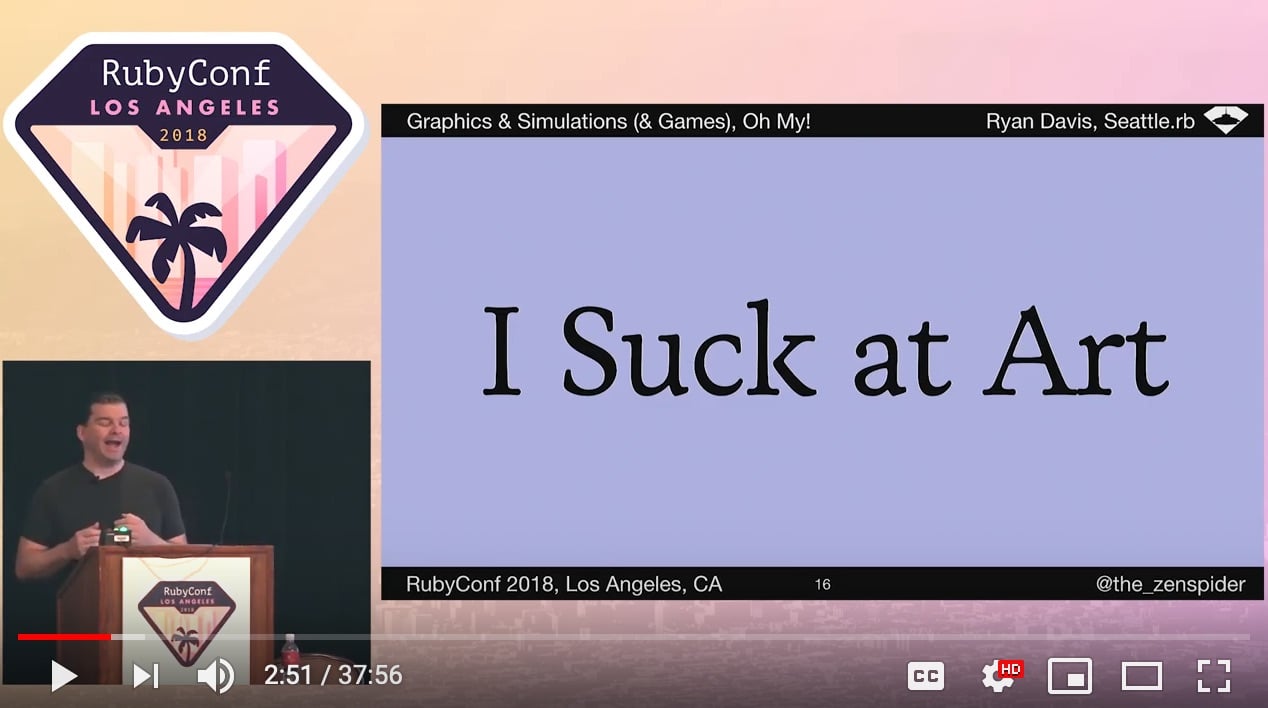 RubyConf
LOS ANGELES
2018
Graphics & Simulations (& Games), Oh My!
Ryan Davis, Seattle.rb
I Suck at Art
RubyConf 2018, Los Angeles, CA
16
@the_zenspider
RubyConf
LOS ANGELES
2018
2:51 / 37:56
CC
HD